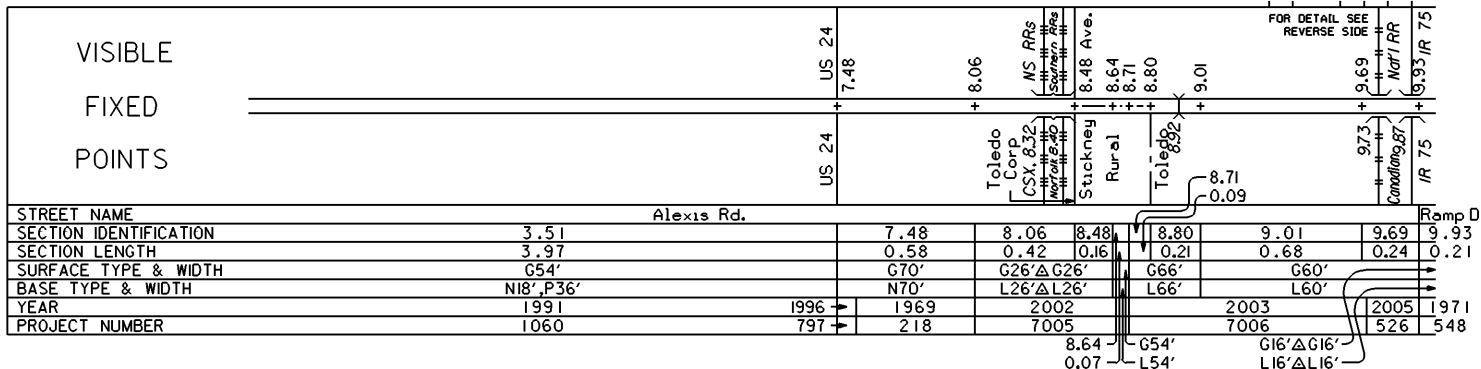 FOR DETAIL SEE
REVERSE SIDE
VISIBLE
FIXED
POINTS
US 24
7.48
8.06
NS RRs
Southern RRs
8.48 Ave.
8.64
8.71
8.80
9.01
9.69
Nat'l RR
9.93 IR 75
US 24
Toledo
Corp
CSX, 8.32
Norfolk 8.40
Stickney
Rural
Toledo
8.92
9.73
Canadian 9.87
IR 75
8.71
0.09
STREET NAME Alexis Rd. Ramp D
SECTION IDENTIFICATION 3.51 7.48 8.06 8.48 8.80 9.01 9.69 9.93
SECTION LENGTH 3.97 0.58 0.42 0.16 0.21 0.68 0.24 0.21
SURFACE TYPE & WIDTH G54' G70' G26'△G26' G66' G60'
BASE TYPE & WIDTH N18',P36' N70' L26'△L26' L66' L60'
YEAR 1991 1996 1969 2002 2003 2005 1971
PROJECT NUMBER 1060 797 218 7005 7006 526 548
8.64 G54' G16'△G16'
0.07 L54' L16'△L16'